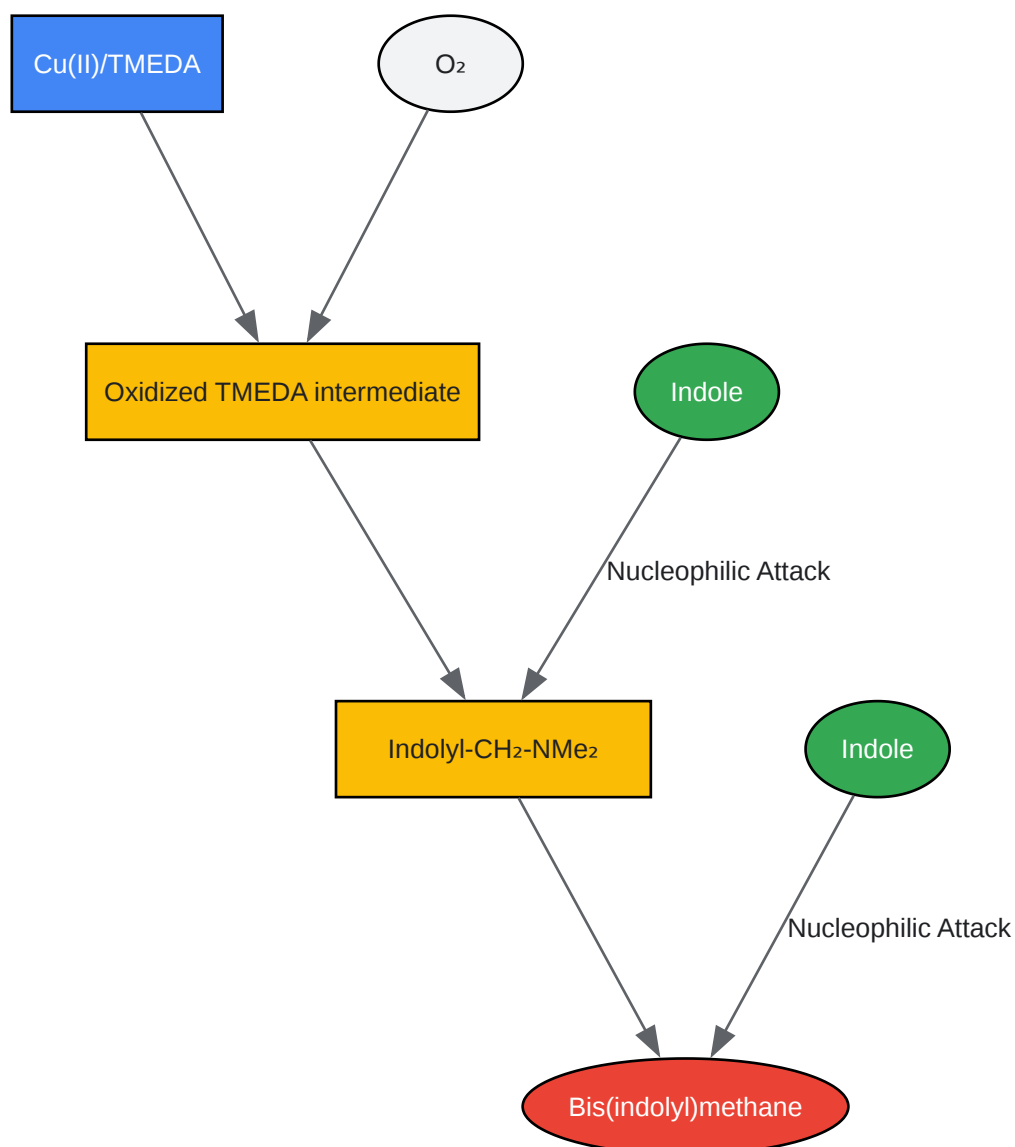 Cu(II)/TMEDA
O₂
Oxidized TMEDA intermediate
Indole
Nucleophilic Attack
Indolyl-CH₂-NMe₂
Indole
Nucleophilic Attack
Bis(indolyl)methane